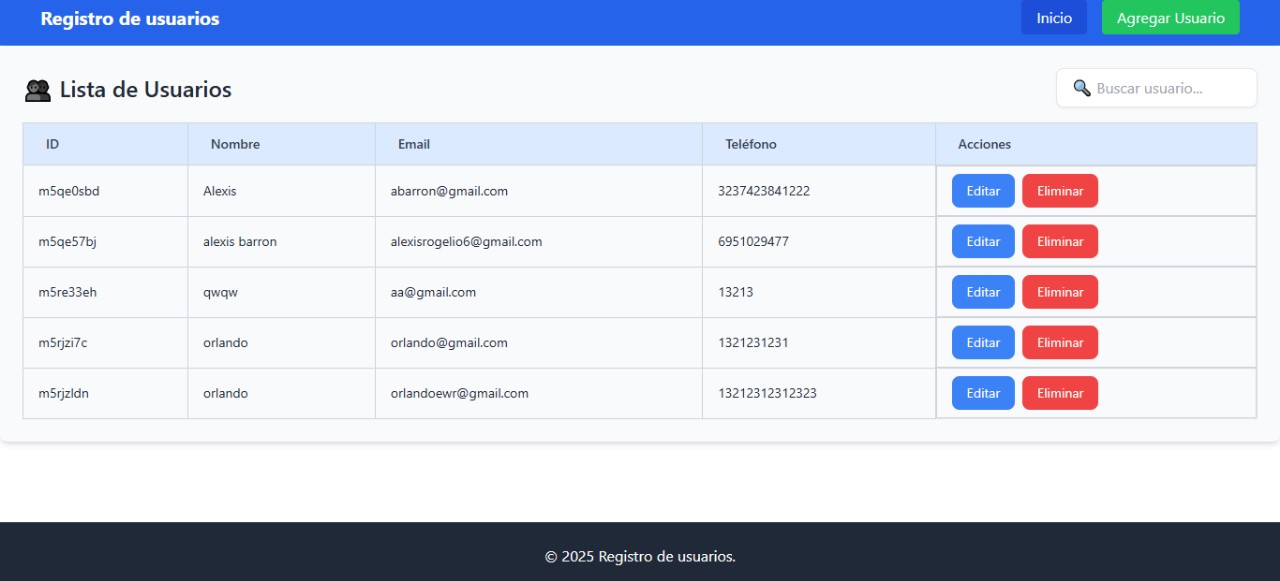 Registro de usuarios Inicio Agregar Usuario
Lista de Usuarios Buscar usuario...
ID Nombre Email Teléfono Acciones
m5qe0sbd Alexis abarron@gmail.com 3237423841222 Editar Eliminar
m5qe57bj alexis barron alexisrogelio6@gmail.com 6951029477 Editar Eliminar
m5re33eh qwqw aa@gmail.com 13213 Editar Eliminar
m5rjzi7c orlando orlando@gmail.com 1321231231 Editar Eliminar
m5rjzldn orlando orlandoewr@gmail.com 13212312312323 Editar Eliminar
© 2025 Registro de usuarios.